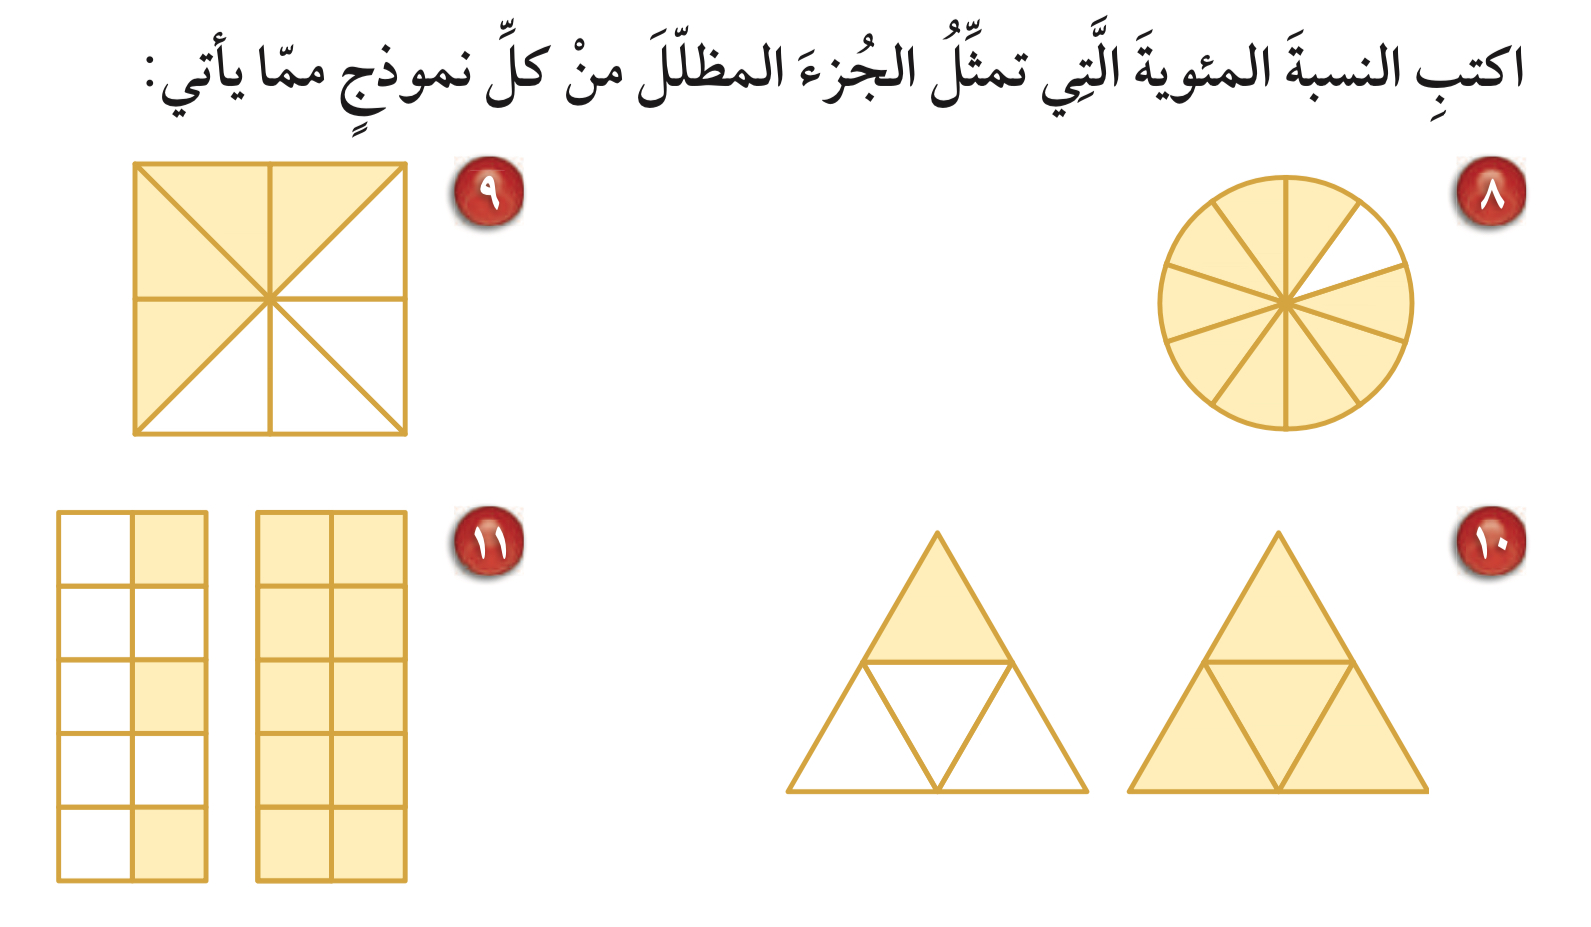 اكتبِ النسبةَ المئويةَ الَّتِي تمثِّلُ الجُزءَ المظلّلَ منْ كلِّ نموذجٍ ممّا يأتي:
٨
٩
١٠
١١